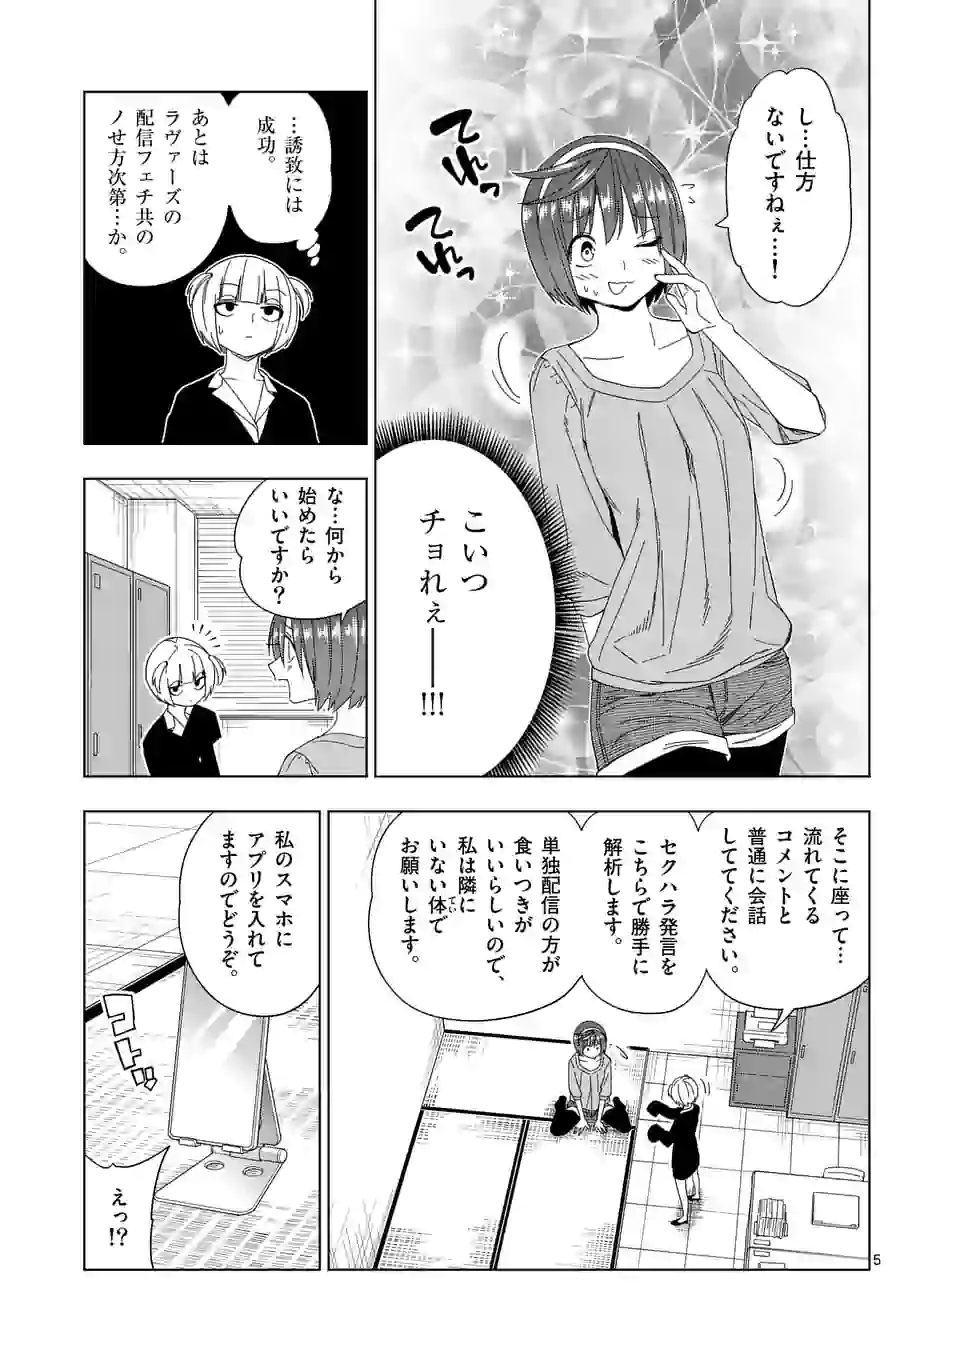 し…仕方
ないですねぇ…！
てれっ
てれっ
こいつ
チョれぇ
――!!!
…誘致には
成功。
あとは
ラヴァーズの
配信フェチ共の
ノせ方次第…か。
な…何から
始めたら
いいですか？
そこに座って…
流れてくる
コメントと
普通に会話
しててください。
セクハラ発言を
こちらで勝手に
解析します。
単独配信の方が
食いつきが
いいらしいので、
私は隣に
いない体で
てい
お願いします。
私のスマホに
アプリを入れて
ますのでどうぞ。
コトッ
えっ!?
5